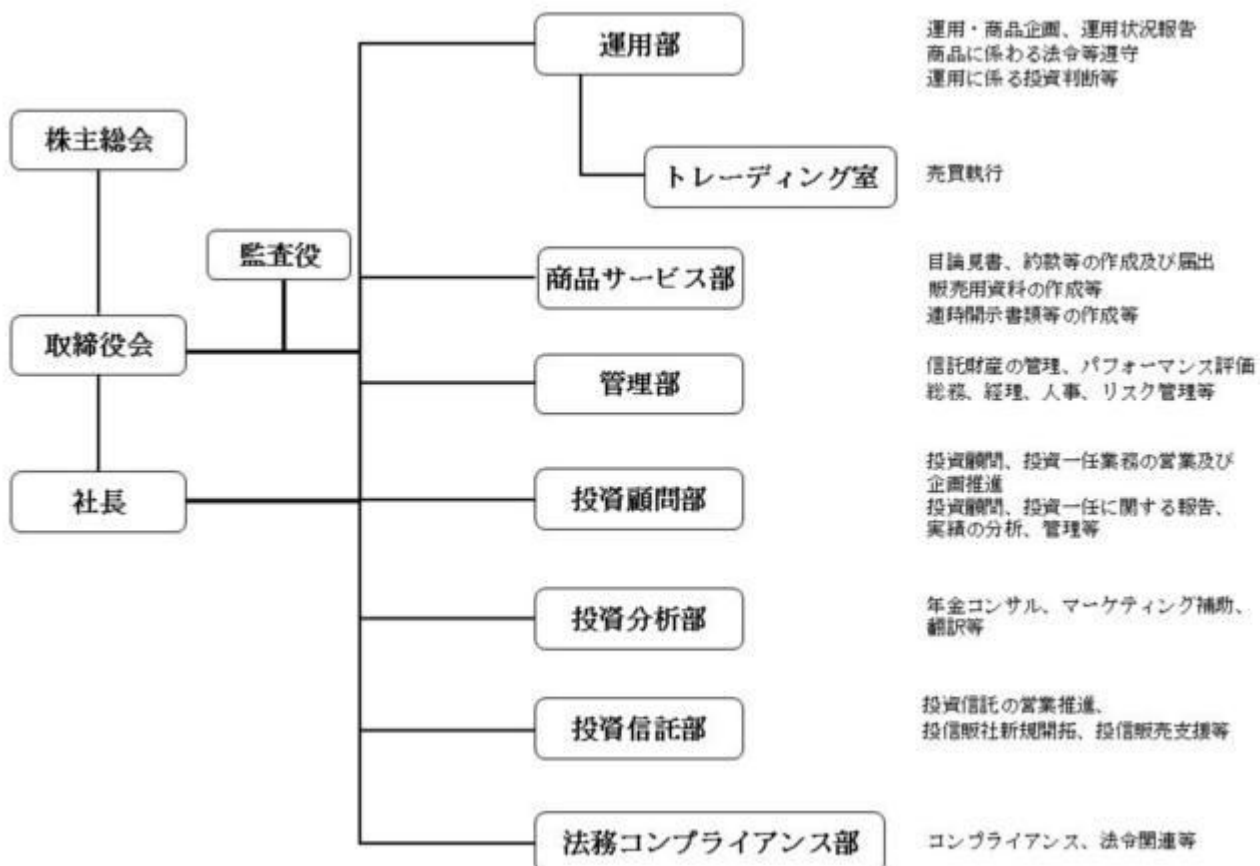 運用部
運用・商品企画、運用状況報告
商品に係わる法令等遵守
運用に係る投資判断等
株主総会
トレーディング室
売買執行
監査役
商品サービス部
目論見書、約款等の作成及び届出
販売用資料の作成等
適時開示書類等の作成等
取締役会
管理部
信託財産の管理、パフォーマンス評価
総務、経理、人事、リスク管理等
社長
投資顧問部
投資顧問、投資一任業務の営業及び
企画推進
投資顧問、投資一任に関する報告、
実績の分析、管理等
投資分析部
年金コンサル、マーケティング補助、
翻訳等
投資信託部
投資信託の営業推進、
投信販社新規開拓、投信販売支援等
法務コンプライアンス部
コンプライアンス、法令関連等